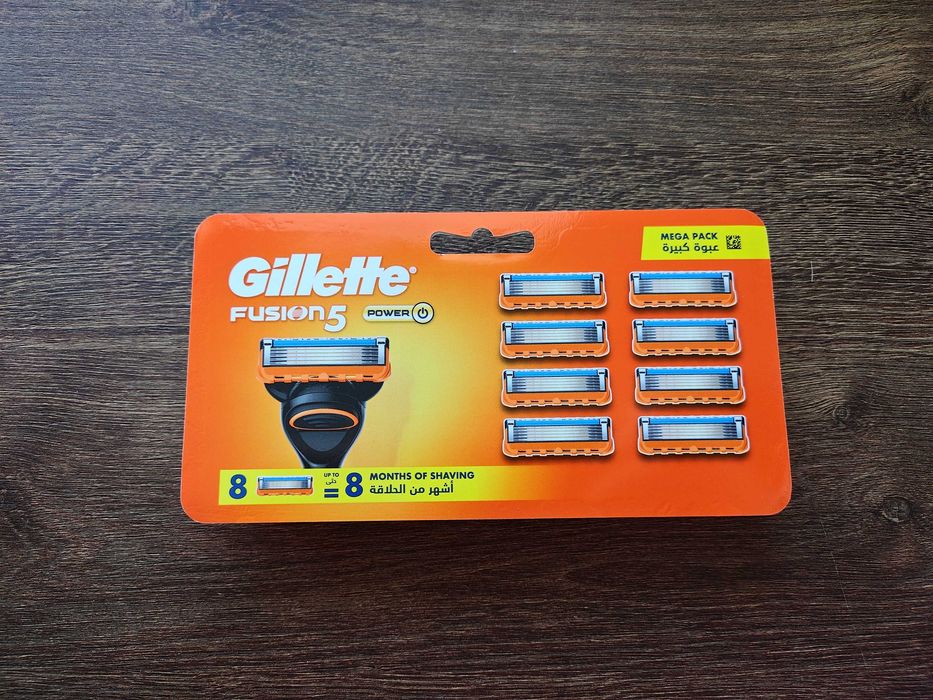 Gillette®
FUSION5 POWER
MEGA PACK
عبوة كبيرة
8 UP TO = 8 MONTHS OF SHAVING
حتى أشهر من الحلاقة